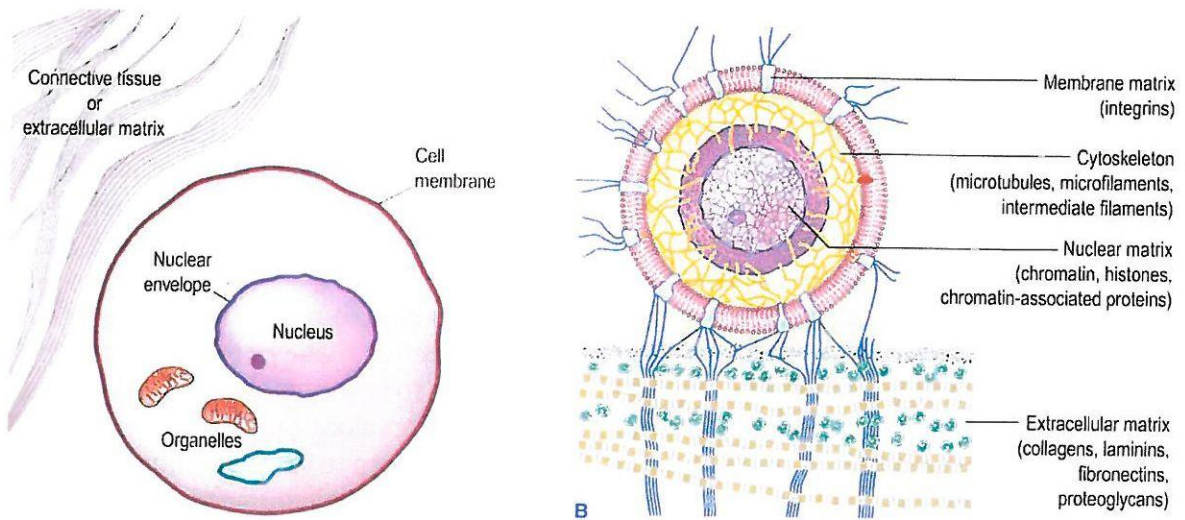 Connective tissue
or
extracellular matrix
Cell
membrane
Nuclear
envelope
Nucleus
Organelles
Membrane matrix
(integrins)
Cytoskeleton
(microtubules, microfilaments,
intermediate filaments)
Nuclear matrix
(chromatin, histones,
chromatin-associated proteins)
Extracellular matrix
(collagens, laminins,
fibronectins,
proteoglycans)
B